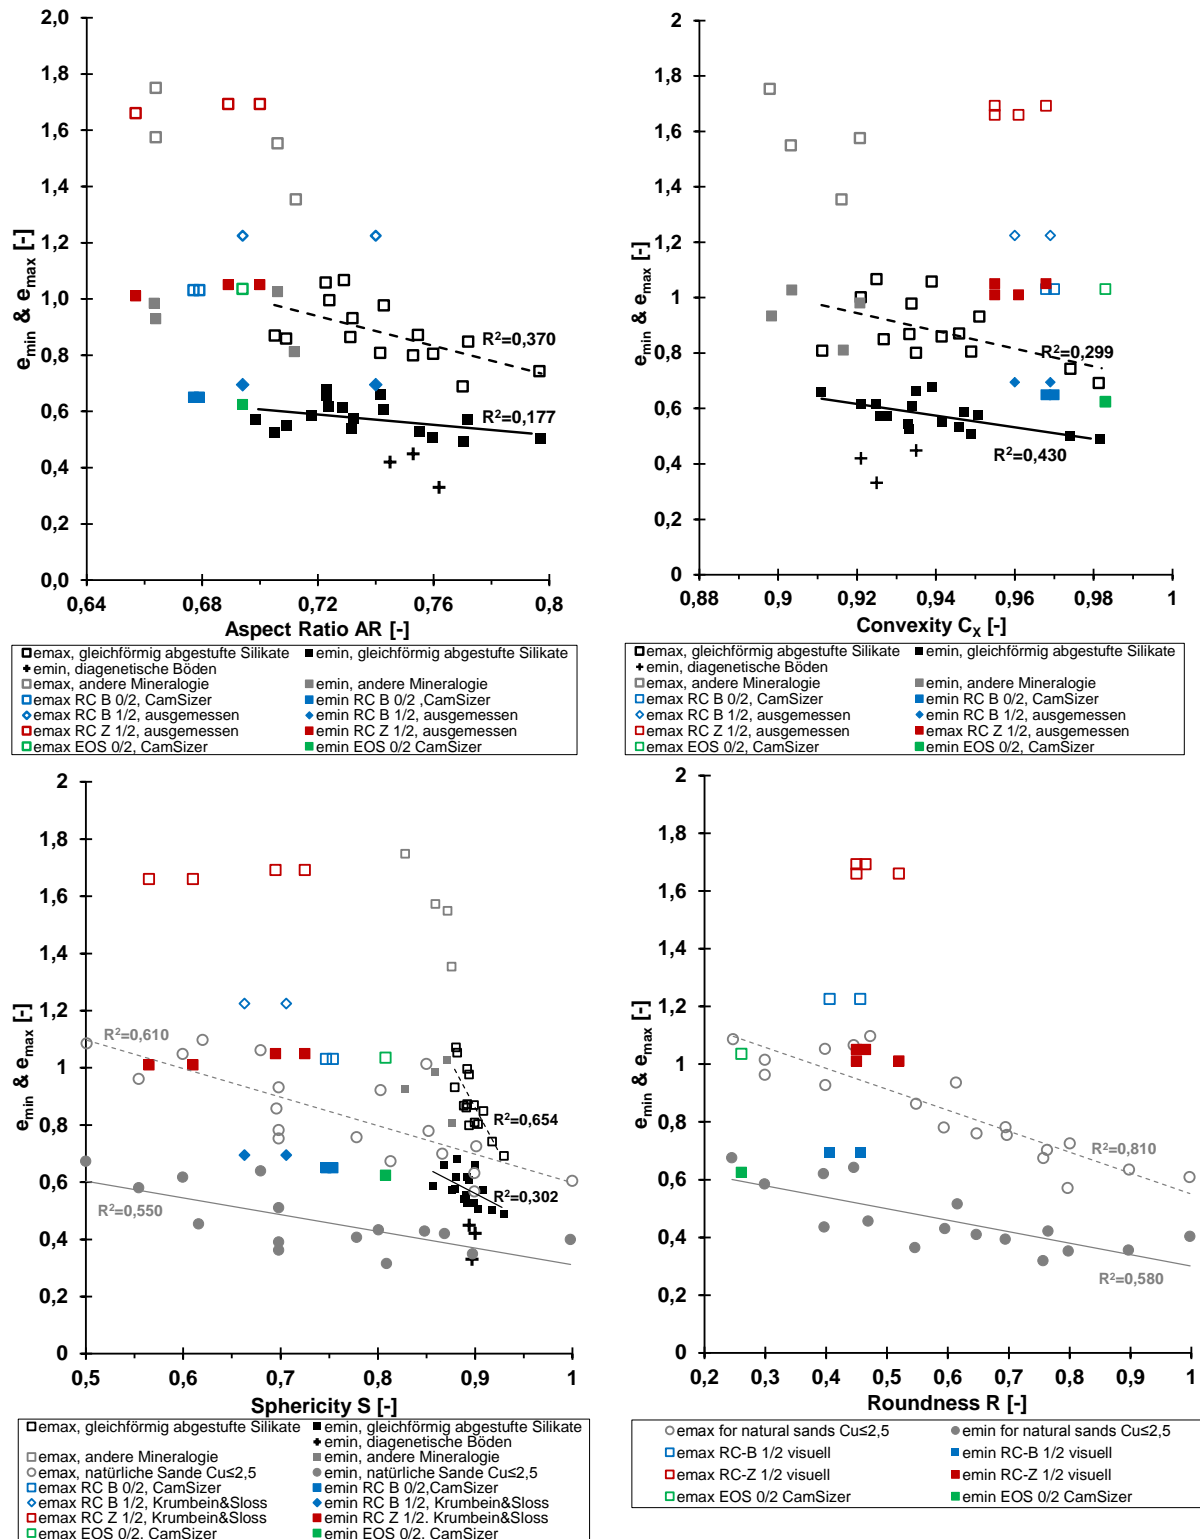 2,0
1,8
1,6
1,4
1,2
1,0
0,8
0,6
0,4
0,2
0,0
e_min & e_max [-]
R²=0,370
R²=0,177
0,64 0,68 0,72 0,76 0,8
Aspect Ratio AR [-]
emax, gleichförmig abgestufte Silikate emin, gleichförmig abgestufte Silikate
emin, diagenetische Böden
emax, andere Mineralogie emin, andere Mineralogie
emax RC B 0/2, CamSizer emin RC B 0/2 ,CamSizer
emax RC B 1/2, ausgemessen emin RC B 1/2, ausgemessen
emax RC Z 1/2, ausgemessen emin RC Z 1/2, ausgemessen
emax EOS 0/2, CamSizer emin EOS 0/2 CamSizer
2
1,8
1,6
1,4
1,2
1
0,8
0,6
0,4
0,2
0
e_min & e_max [-]
R²=0,299
R²=0,430
0,88 0,9 0,92 0,94 0,96 0,98 1
Convexity C_X [-]
emax, gleichförmig abgestufte Silikate emin, gleichförmig abgestufte Silikate
emin, diagenetische Böden
emax, andere Mineralogie emin, andere Mineralogie
emax RC B 0/2, CamSizer emin RC B 0/2, CamSizer
emax RC B 1/2, ausgemessen emin RC B 1/2, ausgemessen
emax RC Z 1/2, ausgemessen emax RC Z 1/2, ausgemessen
emax EOS 0/2, CamSizer emin EOS 0/2, CamSizer
2
1,8
1,6
1,4
1,2
1
0,8
0,6
0,4
0,2
0
e_min & e_max [-]
R²=0,610
R²=0,654
R²=0,302
R²=0,550
0,5 0,6 0,7 0,8 0,9 1
Sphericity S [-]
emax, gleichförmig abgestufte Silikate emin, gleichförmig abgestufte Silikate
emin, diagenetische Böden
emax, andere Mineralogie emin, andere Mineralogie
emax, natürliche Sande Cu≤2,5 emin, natürliche Sande Cu≤2,5
emax RC B 0/2, CamSizer emin RC B 0/2,CamSizer
emax RC B 1/2, Krumbein&Sloss emin RC B 1/2, Krumbein&Sloss
emax RC Z 1/2, Krumbein&Sloss emin RC Z 1/2. Krumbein&Sloss
emax EOS 0/2, CamSizer emin EOS 0/2, CamSizer
2
1,8
1,6
1,4
1,2
1
0,8
0,6
0,4
0,2
0
e_min & e_max [-]
R²=0,810
R²=0,580
0,2 0,3 0,4 0,5 0,6 0,7 0,8 0,9 1
Roundness R [-]
emax for natural sands Cu≤2,5 emin for natural sands Cu≤2,5
emax RC-B 1/2 visuell emin RC-B 1/2 visuell
emax RC-Z 1/2 visuell emin RC-Z 1/2 visuell
emax EOS 0/2 CamSizer emin EOS 0/2 CamSizer